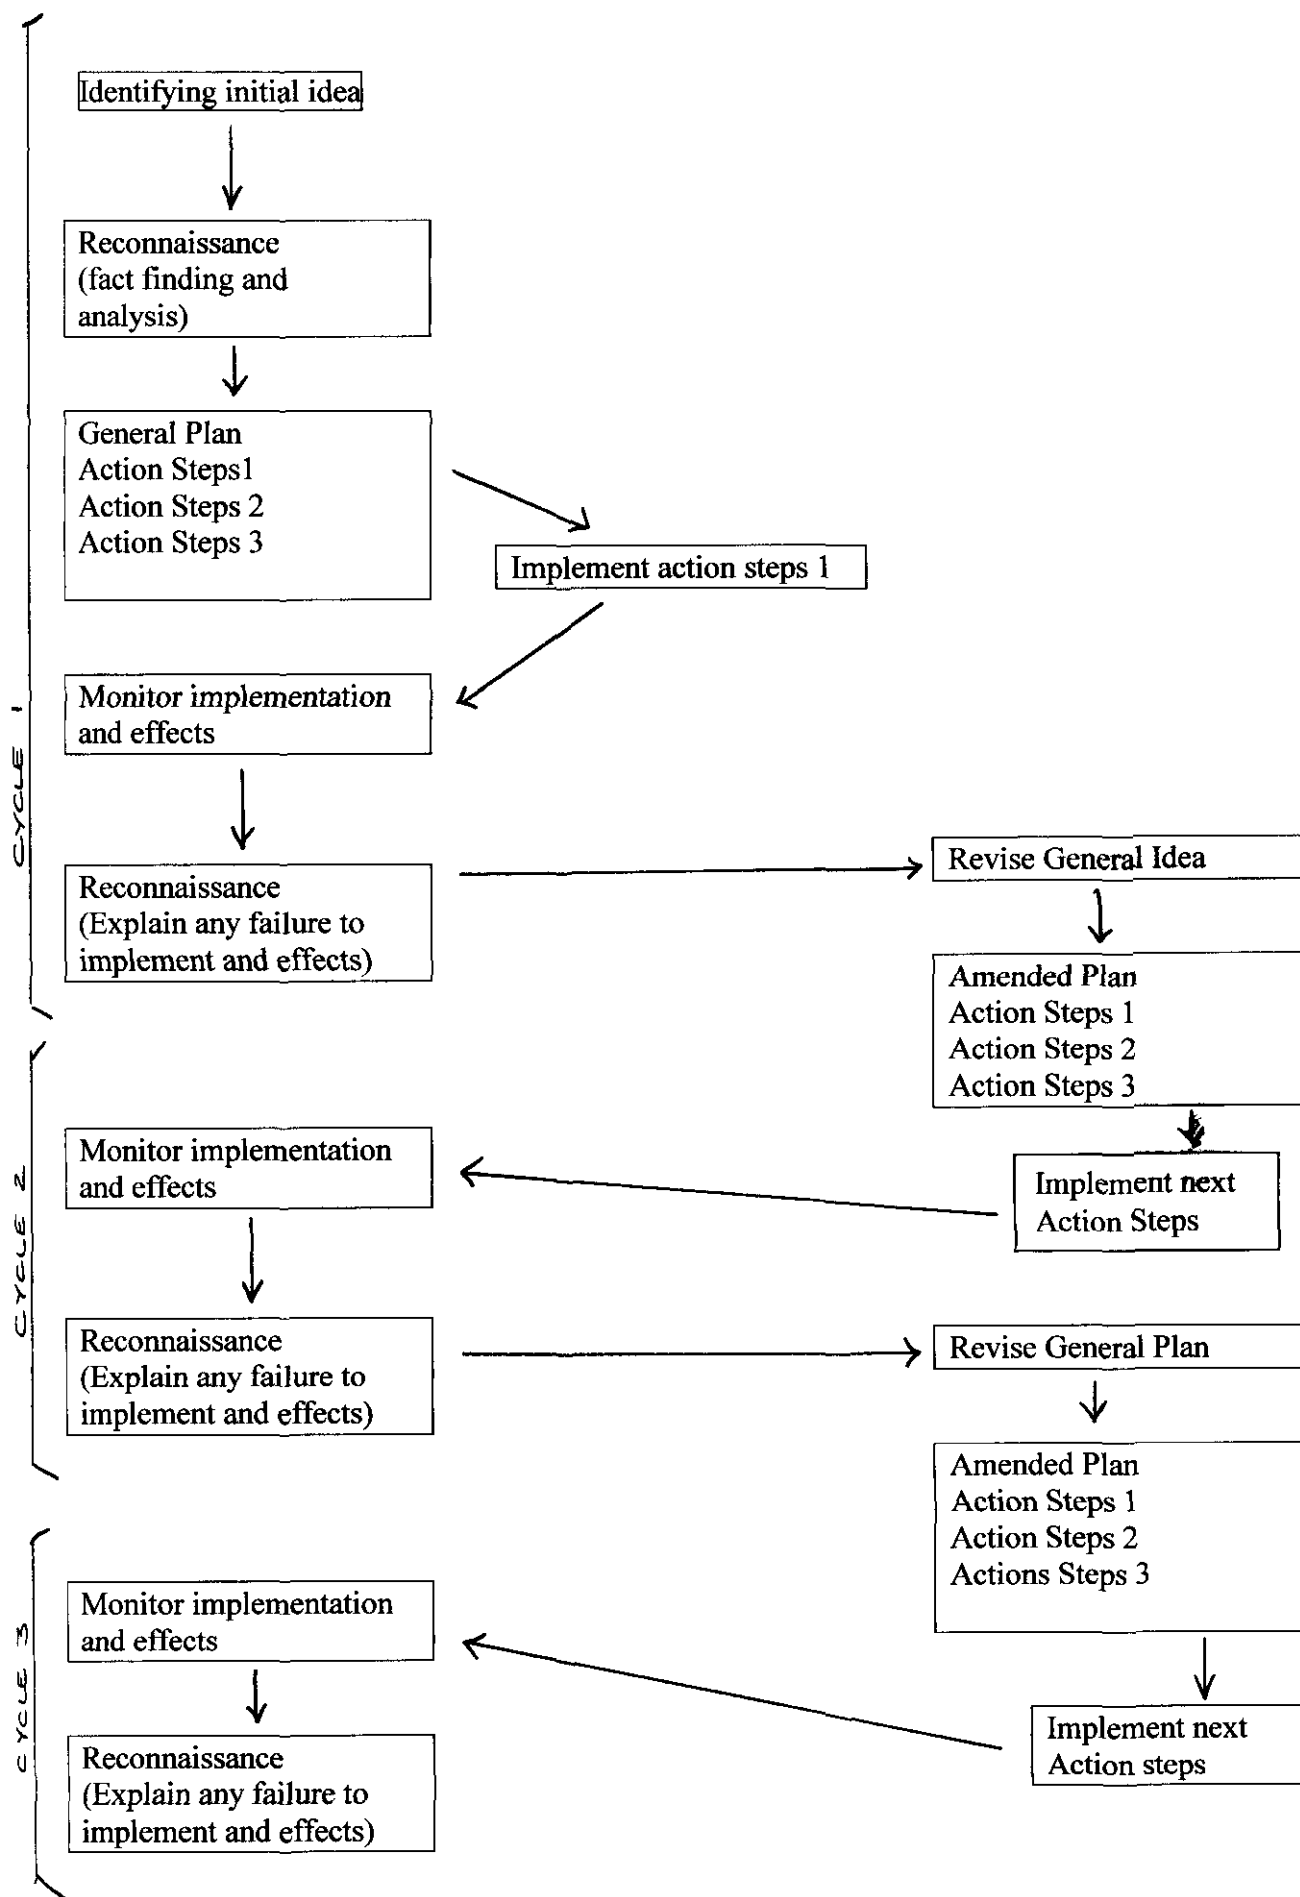 Identifying initial idea
Reconnaissance
(fact finding and
analysis)
General Plan
Action Steps1
Action Steps 2
Action Steps 3
Implement action steps 1
Monitor implementation
and effects
CYCLE 1
Reconnaissance
(Explain any failure to
implement and effects)
Revise General Idea
Amended Plan
Action Steps 1
Action Steps 2
Action Steps 3
Implement next
Action Steps
CYCLE 2
Monitor implementation
and effects
Reconnaissance
(Explain any failure to
implement and effects)
Revise General Plan
Amended Plan
Action Steps 1
Action Steps 2
Actions Steps 3
Implement next
Action steps
CYCLE 3
Monitor implementation
and effects
Reconnaissance
(Explain any failure to
implement and effects)